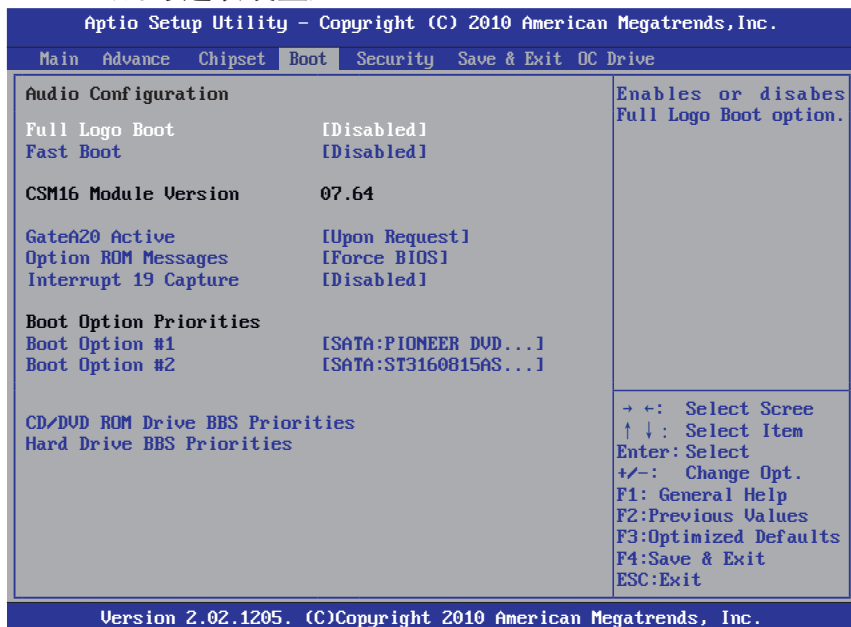 Aptio Setup Utility - Copyright (C) 2010 American Megatrends,Inc.
Main Advance Chipset Boot Security Save & Exit OC Drive
Audio Configuration
Full Logo Boot [Disabled]
Fast Boot [Disabled]
CSM16 Module Version 07.64
GateA20 Active [Upon Request]
Option ROM Messages [Force BIOS]
Interrupt 19 Capture [Disabled]
Boot Option Priorities
Boot Option #1 [SATA:PIONEER DVD...]
Boot Option #2 [SATA:ST3160815AS...]
CD/DVD ROM Drive BBS Priorities
Hard Drive BBS Priorities
Enables or disabes
Full Logo Boot option.
→ ←: Select Scree
↑ ↓: Select Item
Enter: Select
+/-: Change Opt.
F1: General Help
F2:Previous Values
F3:Optimized Defaults
F4:Save & Exit
ESC:Exit
Version 2.02.1205. (C)Copyright 2010 American Megatrends, Inc.